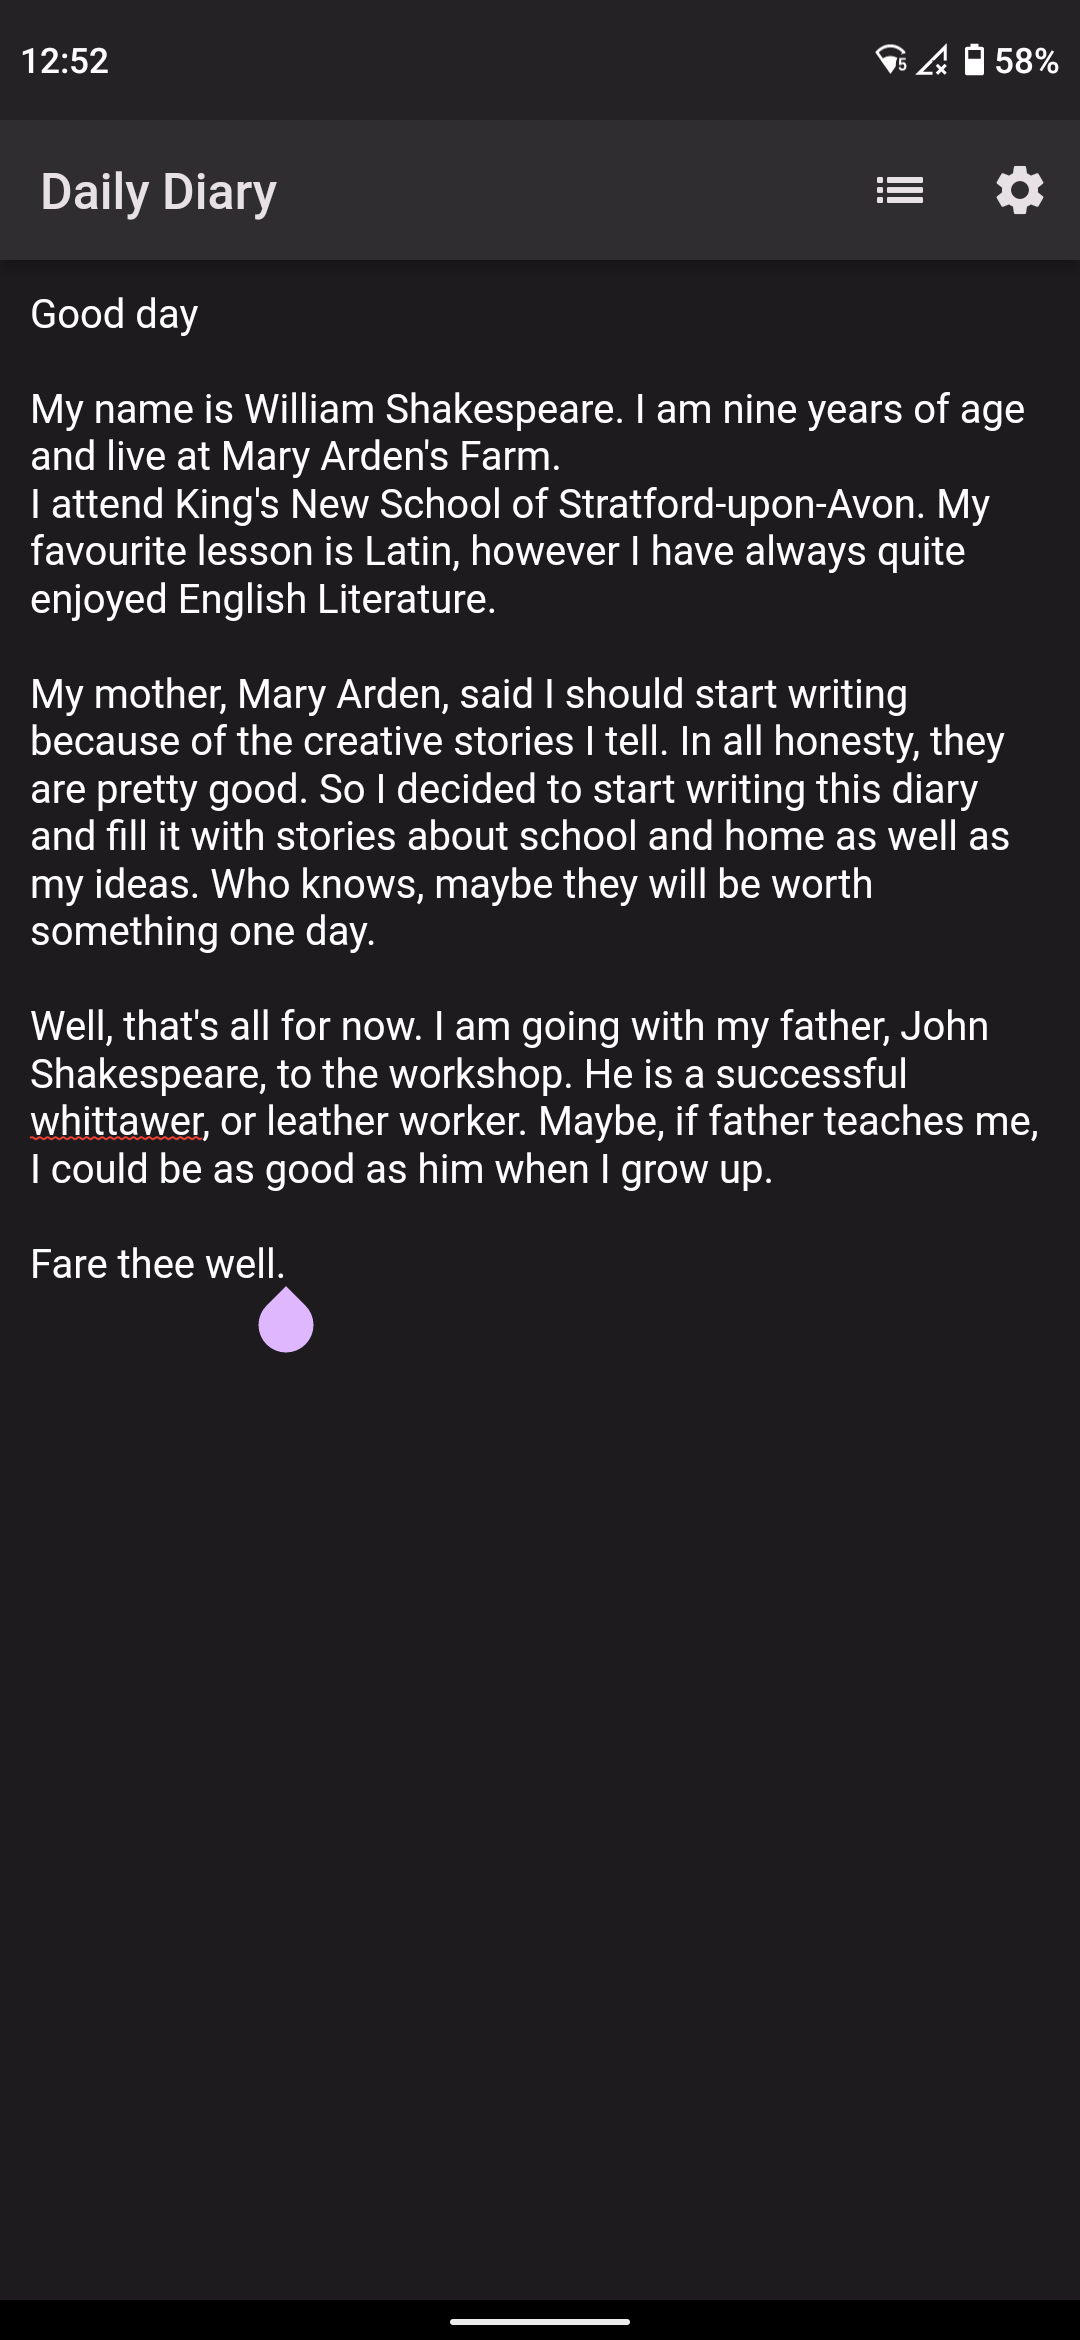 12:52
5
58%
Daily Diary
Good day
My name is William Shakespeare. I am nine years of age
and live at Mary Arden's Farm.
I attend King's New School of Stratford-upon-Avon. My
favourite lesson is Latin, however I have always quite
enjoyed English Literature.
My mother, Mary Arden, said I should start writing
because of the creative stories I tell. In all honesty, they
are pretty good. So I decided to start writing this diary
and fill it with stories about school and home as well as
my ideas. Who knows, maybe they will be worth
something one day.
Well, that's all for now. I am going with my father, John
Shakespeare, to the workshop. He is a successful
whittawer, or leather worker. Maybe, if father teaches me,
I could be as good as him when I grow up.
Fare thee well.